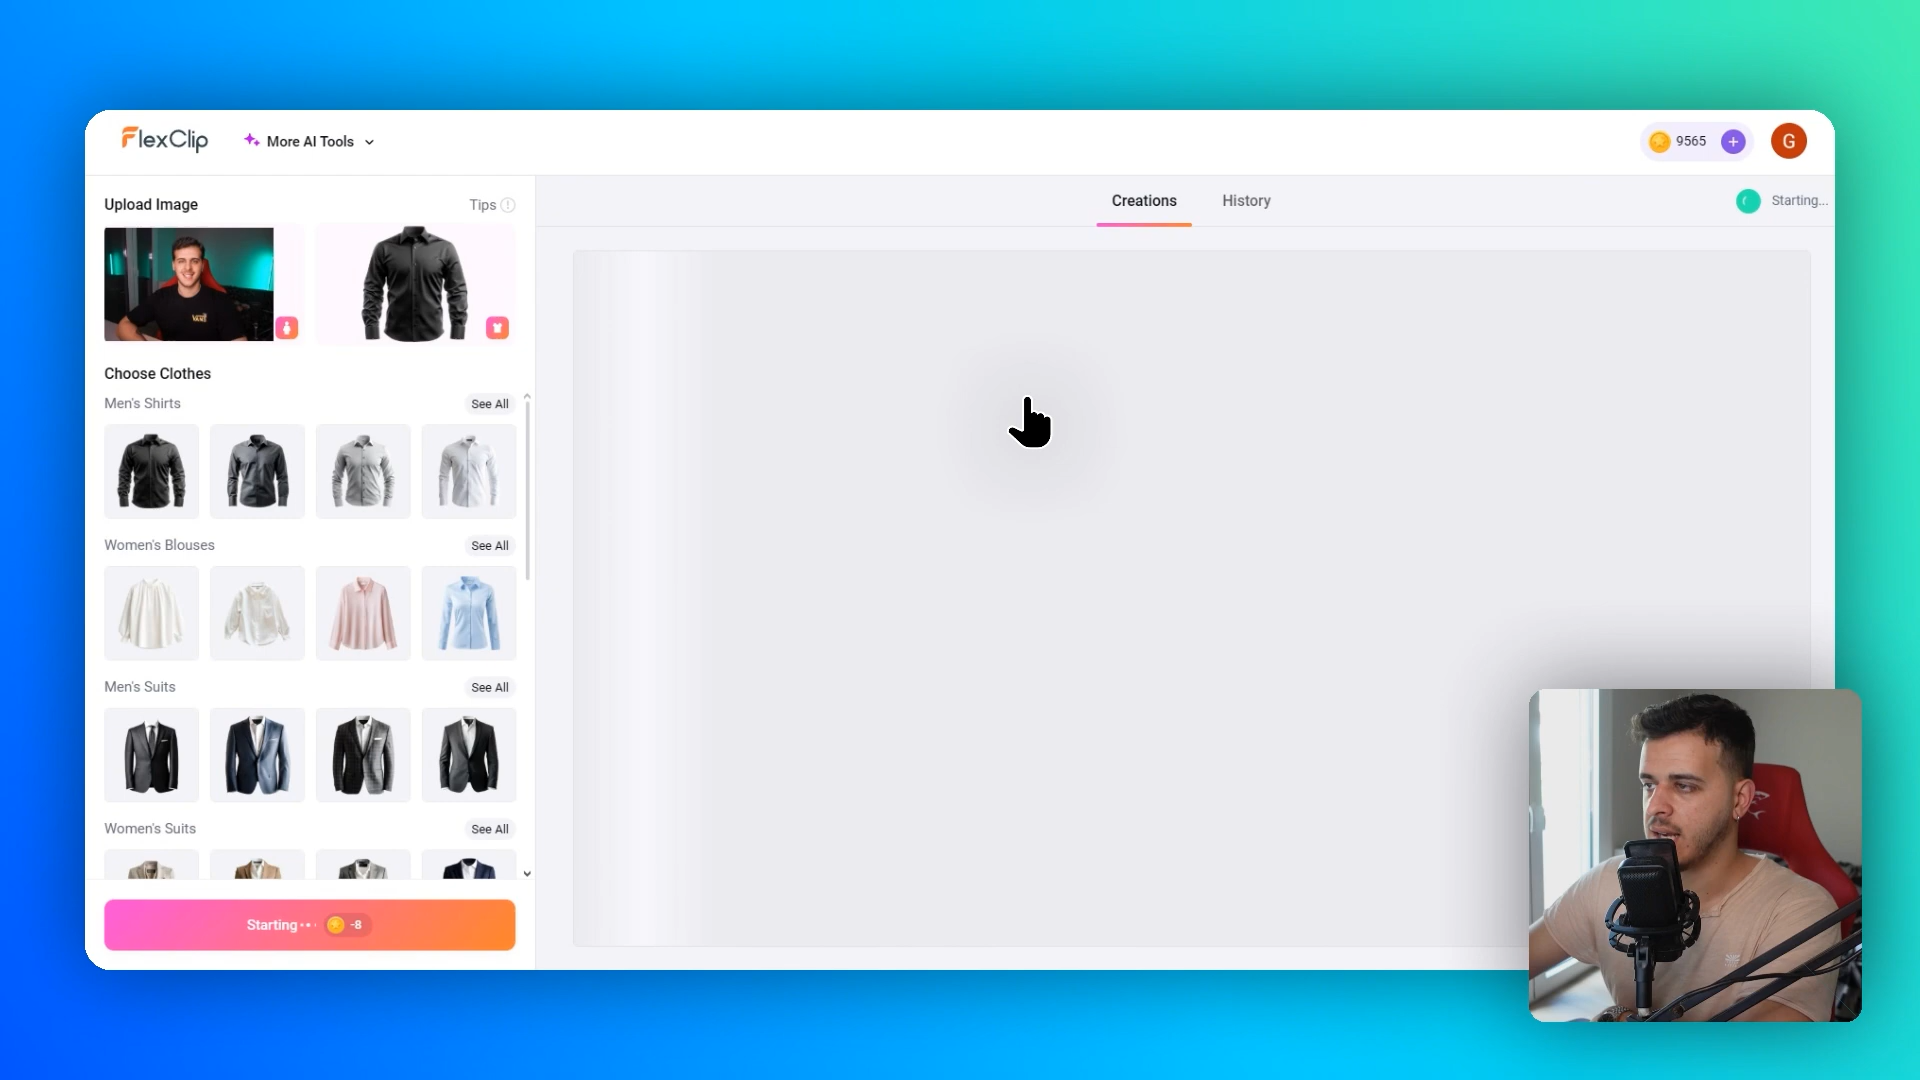 FlexClip
More AI Tools
9565
G
Upload Image
Tips
Creations
History
Starting...
VANS
Choose Clothes
Men's Shirts
See All
Women's Blouses
See All
Men's Suits
See All
Women's Suits
See All
Starting
-8